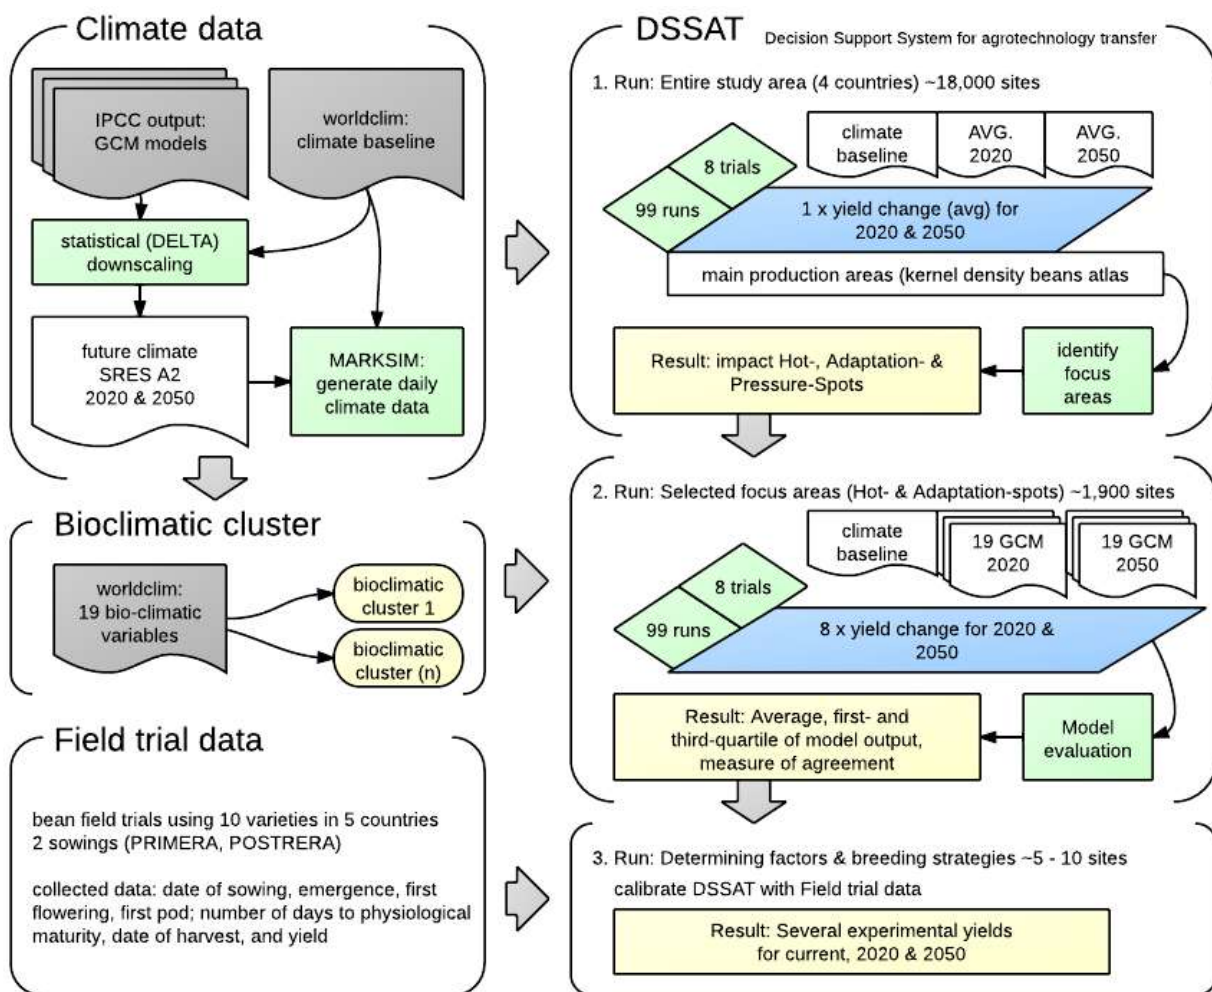 Climate data
IPCC output:
GCM models
worldclim:
climate baseline
statistical (DELTA)
downscaling
future climate
SRES A2
2020 & 2050
MARKSIM:
generate daily
climate data
Bioclimatic cluster
worldclim:
19 bio-climatic
variables
bioclimatic
cluster 1
bioclimatic
cluster (n)
Field trial data
bean field trials using 10 varieties in 5 countries
2 sowings (PRIMERA, POSTRERA)
collected data: date of sowing, emergence, first
flowering, first pod; number of days to physiological
maturity, date of harvest, and yield
DSSAT Decision Support System for agrotechnology transfer
1. Run: Entire study area (4 countries) ~18,000 sites
climate
baseline
AVG.
2020
AVG.
2050
8 trials
99 runs
1 x yield change (avg) for
2020 & 2050
main production areas (kernel density beans atlas
Result: impact Hot-, Adaptation- &
Pressure-Spots
identify
focus
areas
2. Run: Selected focus areas (Hot- & Adaptation-spots) ~1,900 sites
climate
baseline
19 GCM
2020
19 GCM
2050
8 trials
99 runs
8 x yield change for 2020 &
2050
Result: Average, first- and
third-quartile of model output,
measure of agreement
Model
evaluation
3. Run: Determining factors & breeding strategies ~5 - 10 sites
calibrate DSSAT with Field trial data
Result: Several experimental yields
for current, 2020 & 2050